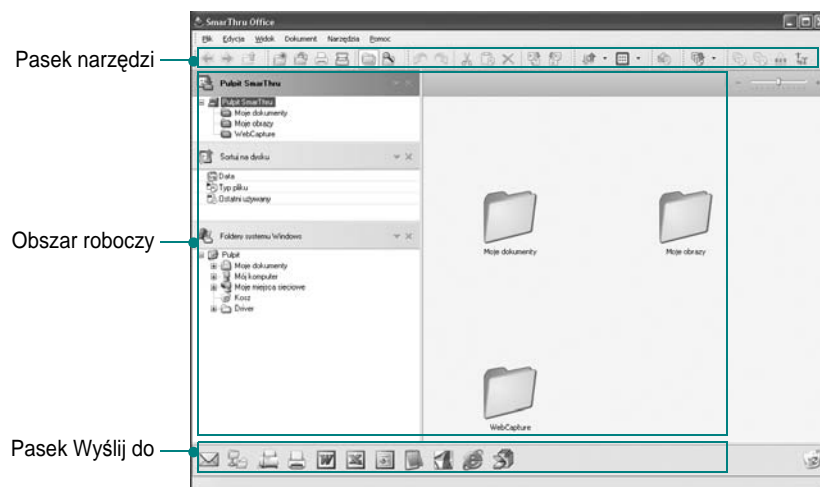 SmarThru Office
Plik Edycja Widok Dokument Narzędzia Pomoc
Pasek narzędzi
Pulpit SmarThru
Pulpit SmarThru
Moje dokumenty
Moje obrazy
WebCapture
Sortuj na dysku
Data
Typ pliku
Ostatni używany
Obszar roboczy
Foldery systemu Windows
Pulpit
Moje dokumenty
Mój komputer
Moje miejsca sieciowe
Kosz
Driver
Moje dokumenty
Moje obrazy
WebCapture
Pasek Wyślij do